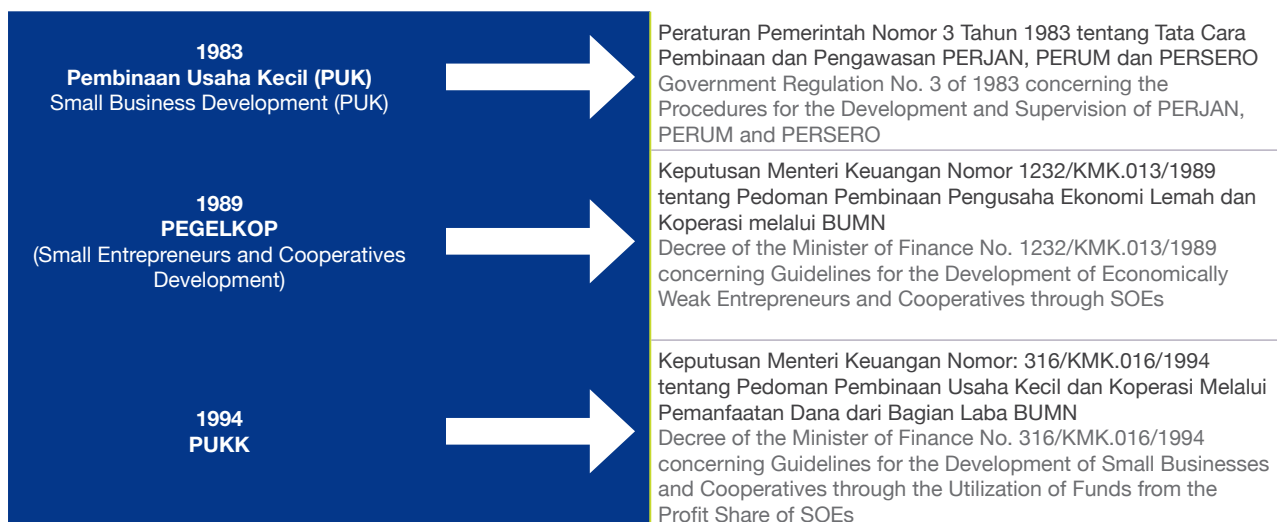 1983
Pembinaan Usaha Kecil (PUK)
Small Business Development (PUK)
Peraturan Pemerintah Nomor 3 Tahun 1983 tentang Tata Cara
Pembinaan dan Pengawasan PERJAN, PERUM dan PERSERO
Government Regulation No. 3 of 1983 concerning the
Procedures for the Development and Supervision of PERJAN,
PERUM and PERSERO
1989
PEGELKOP
(Small Entrepreneurs and Cooperatives
Development)
Keputusan Menteri Keuangan Nomor 1232/KMK.013/1989
tentang Pedoman Pembinaan Pengusaha Ekonomi Lemah dan
Koperasi melalui BUMN
Decree of the Minister of Finance No. 1232/KMK.013/1989
concerning Guidelines for the Development of Economically
Weak Entrepreneurs and Cooperatives through SOEs
1994
PUKK
Keputusan Menteri Keuangan Nomor: 316/KMK.016/1994
tentang Pedoman Pembinaan Usaha Kecil dan Koperasi Melalui
Pemanfaatan Dana dari Bagian Laba BUMN
Decree of the Minister of Finance No. 316/KMK.016/1994
concerning Guidelines for the Development of Small Businesses
and Cooperatives through the Utilization of Funds from the
Profit Share of SOEs